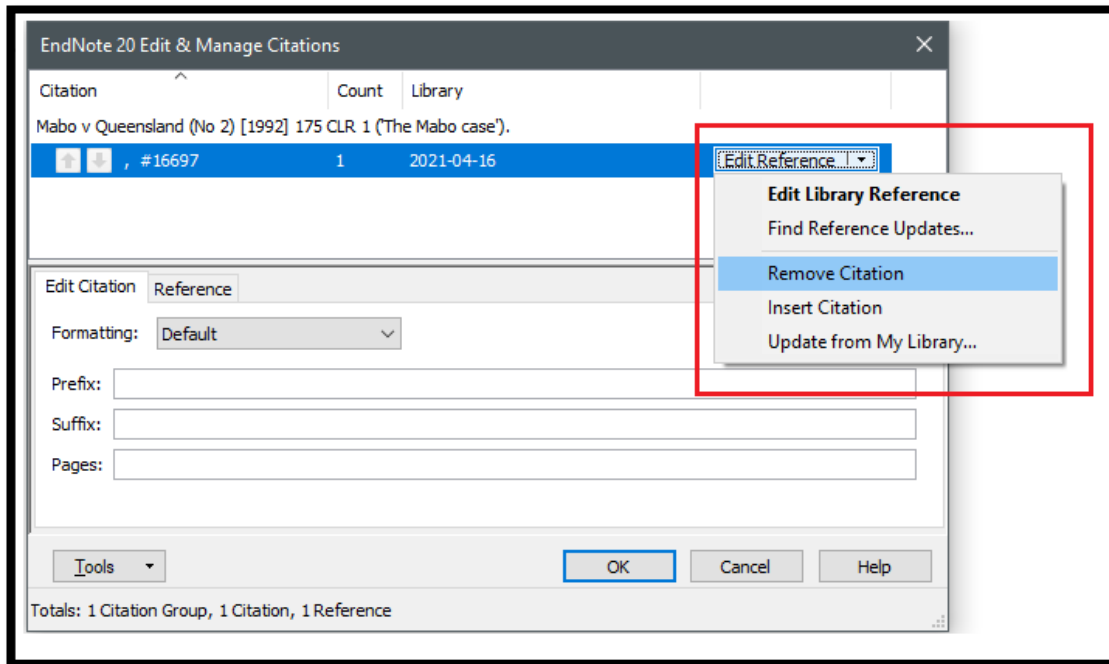 EndNote 20 Edit & Manage Citations
Citation Count Library
Mabo v Queensland (No 2) [1992] 175 CLR 1 ('The Mabo case').
, #16697 1 2021-04-16 Edit Reference
Edit Library Reference
Find Reference Updates...
Remove Citation
Insert Citation
Update from My Library...
Edit Citation Reference
Formatting: Default
Prefix:
Suffix:
Pages:
Tools OK Cancel Help
Totals: 1 Citation Group, 1 Citation, 1 Reference